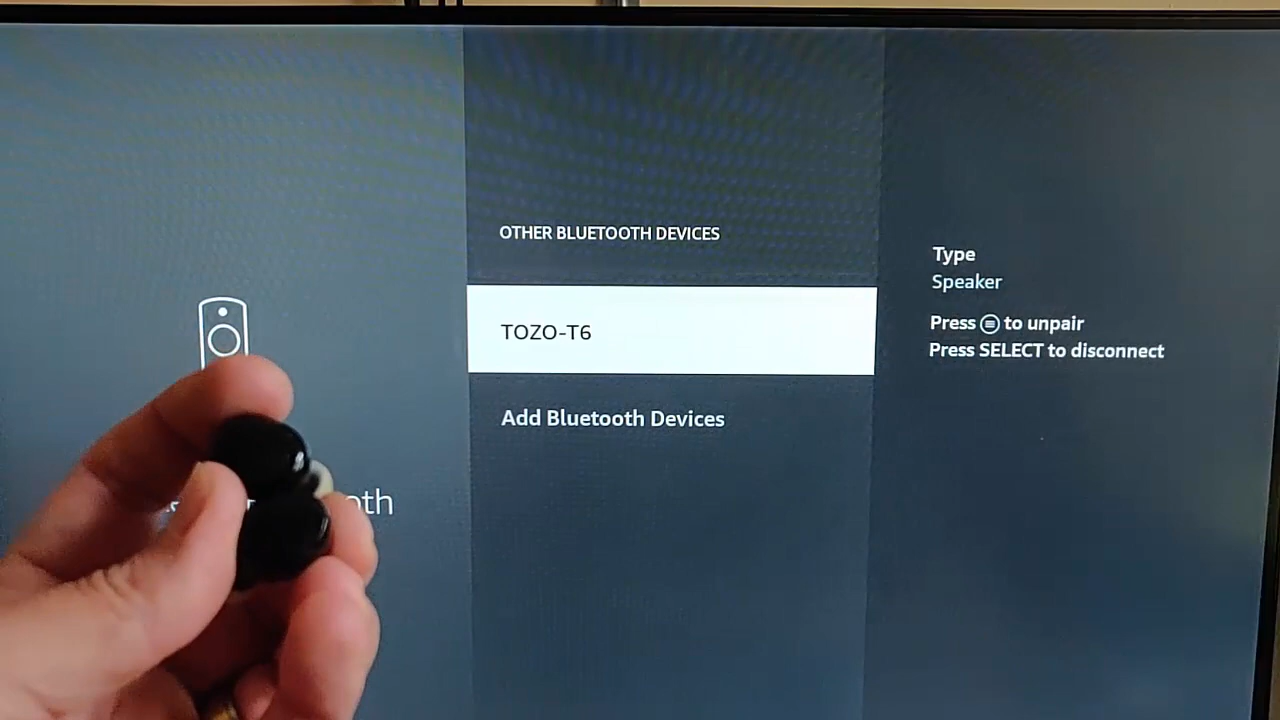 OTHER BLUETOOTH DEVICES
TOZO-T6
Add Bluetooth Devices
Type
Speaker
Press to unpair
Press SELECT to disconnect